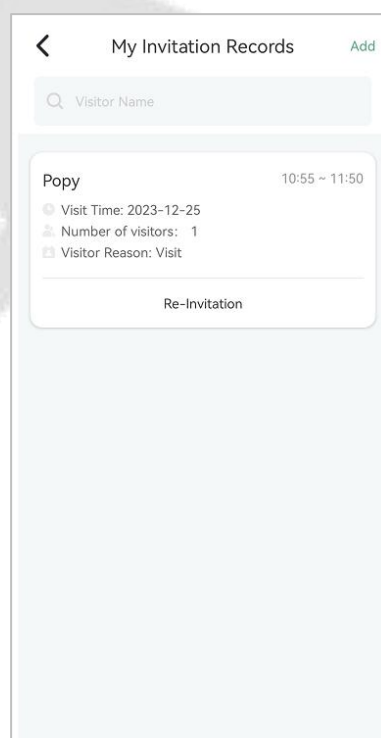 My Invitation Records Add
Visitor Name
Popy 10:55 ~ 11:50
Visit Time: 2023-12-25
Number of visitors: 1
Visitor Reason: Visit
Re-Invitation